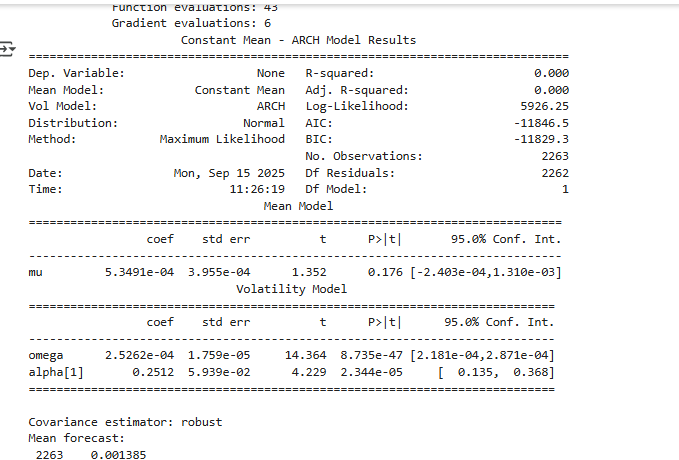 Function evaluations: 43
Gradient evaluations: 6
Constant Mean - ARCH Model Results
==============================================================================
Dep. Variable: None R-squared: 0.000
Mean Model: Constant Mean Adj. R-squared: 0.000
Vol Model: ARCH Log-Likelihood: 5926.25
Distribution: Normal AIC: -11846.5
Method: Maximum Likelihood BIC: -11829.3
No. Observations: 2263
Date: Mon, Sep 15 2025 Df Residuals: 2262
Time: 11:26:19 Df Model: 1
Mean Model
=============================================================================
coef std err t P>|t| 95.0% Conf. Int.
-----------------------------------------------------------------------------
mu 5.3491e-04 3.955e-04 1.352 0.176 [-2.403e-04,1.310e-03]
Volatility Model
============================================================================
coef std err t P>|t| 95.0% Conf. Int.
----------------------------------------------------------------------------
omega 2.5262e-04 1.759e-05 14.364 8.735e-47 [2.181e-04,2.871e-04]
alpha[1] 0.2512 5.939e-02 4.229 2.344e-05 [ 0.135, 0.368]
============================================================================
Covariance estimator: robust
Mean forecast:
2263 0.001385